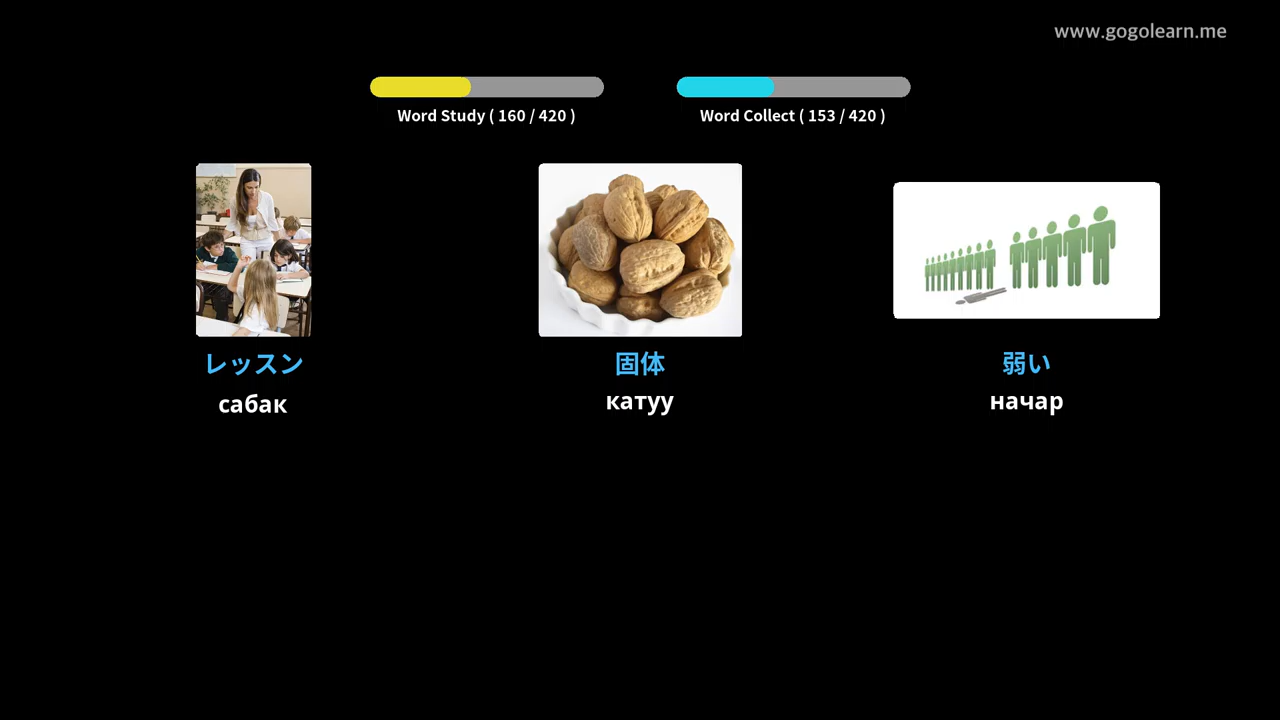 www.gogolearn.me
Word Study ( 160 / 420 )
Word Collect ( 153 / 420 )
レッスン
сабак
固体
катуу
弱い
начар